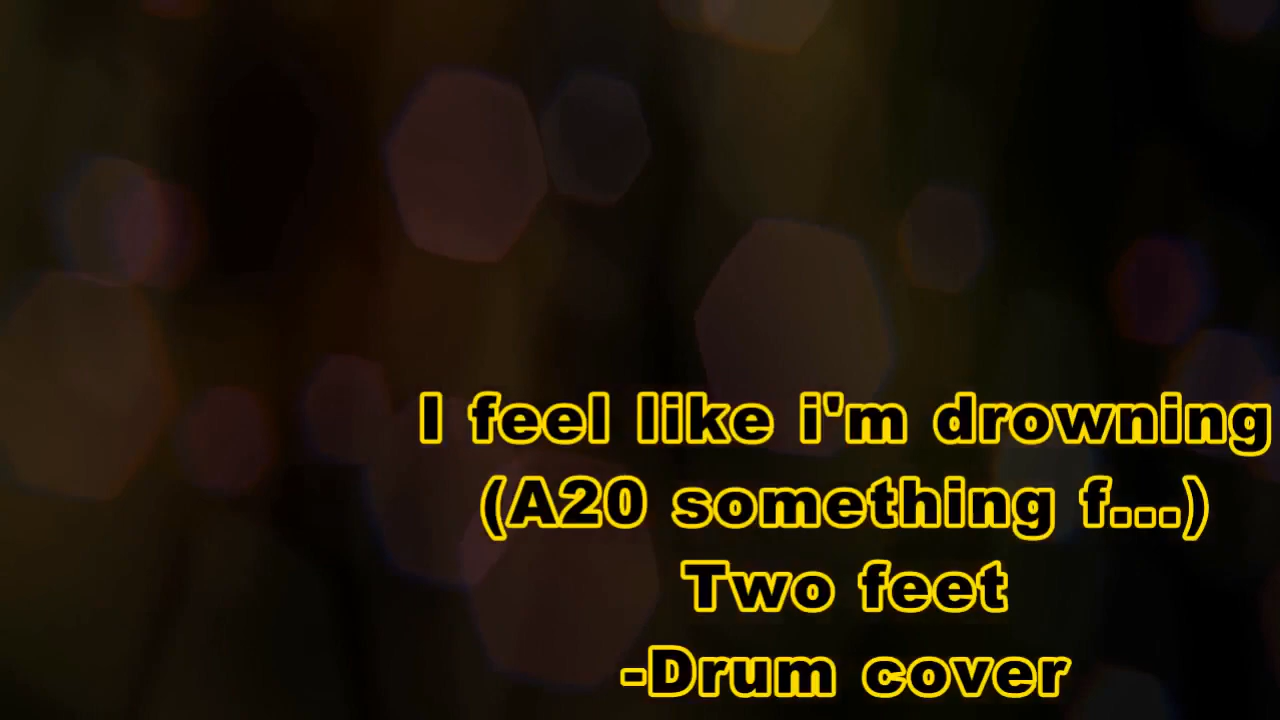 I feel like i'm drowning
(A20 something f...)
Two feet
-Drum cover